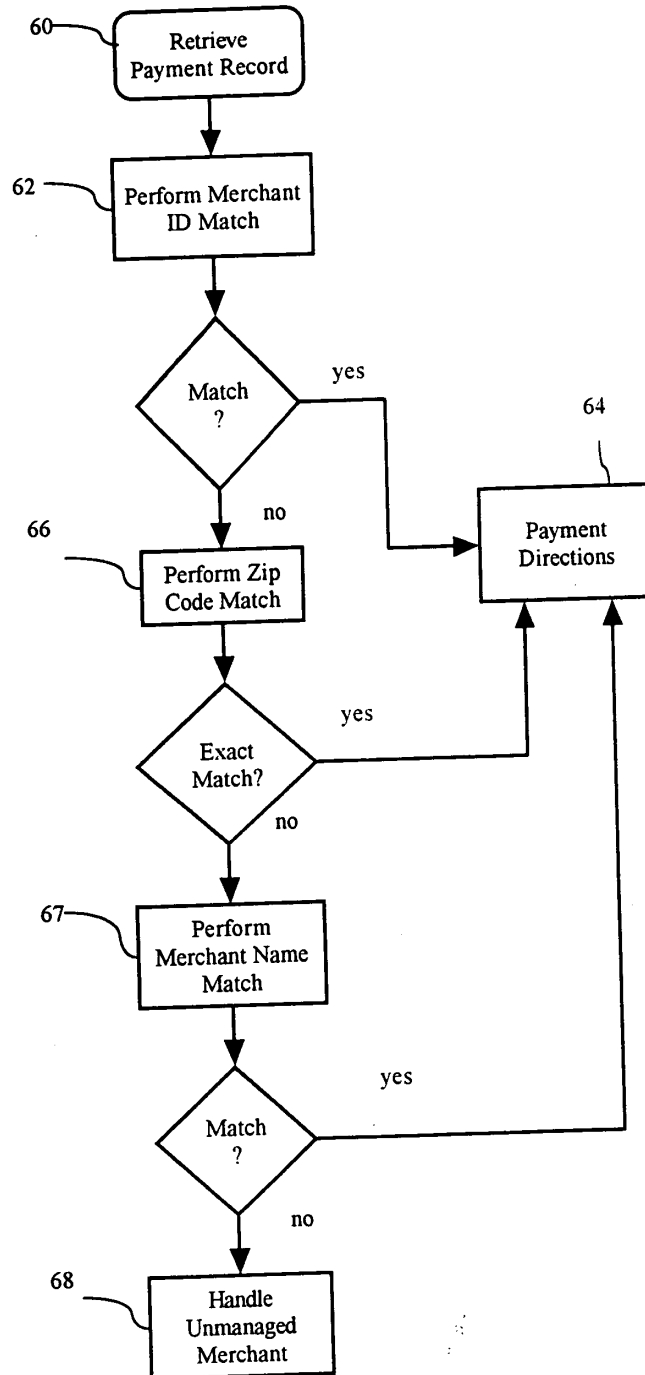 60
Retrieve
Payment Record
62
Perform Merchant
ID Match
Match
?
yes
64
Payment
Directions
no
66
Perform Zip
Code Match
yes
Exact
Match?
no
67
Perform
Merchant Name
Match
yes
Match
?
no
68
Handle
Unmanaged
Merchant